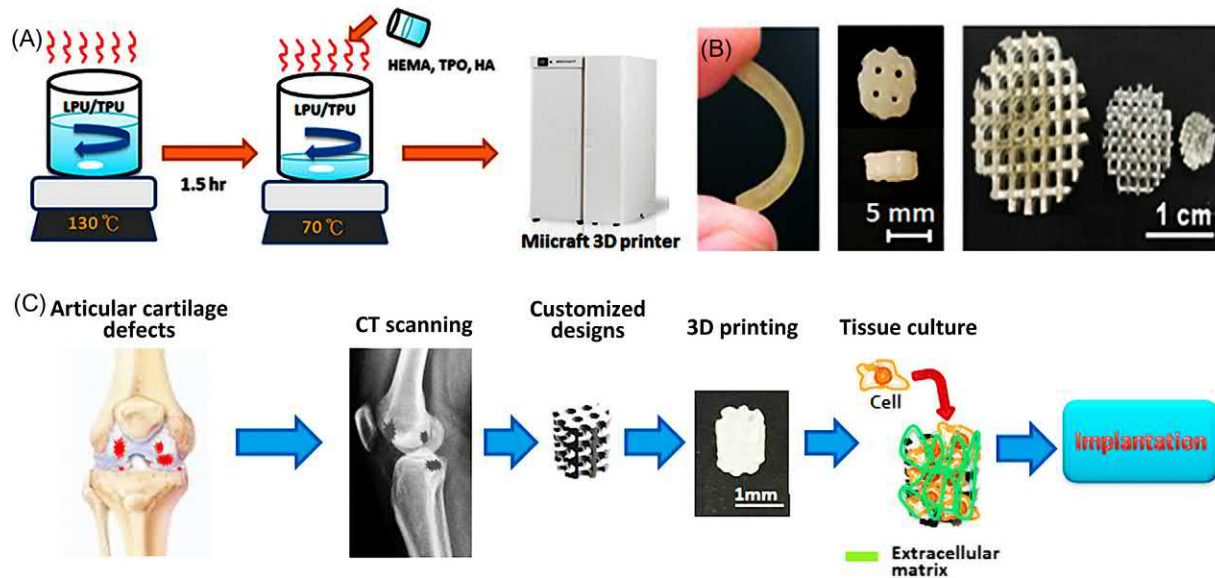 (A)
HEMA, TPO, HA
LPU/TPU
LPU/TPU
1.5 hr
130℃
70℃
Miicraft 3D printer
(B)
5 mm
1 cm
(C)
Articular cartilage
defects
CT scanning
Customized
designs
3D printing
Tissue culture
Cell
1mm
Implantation
Extracellular
matrix